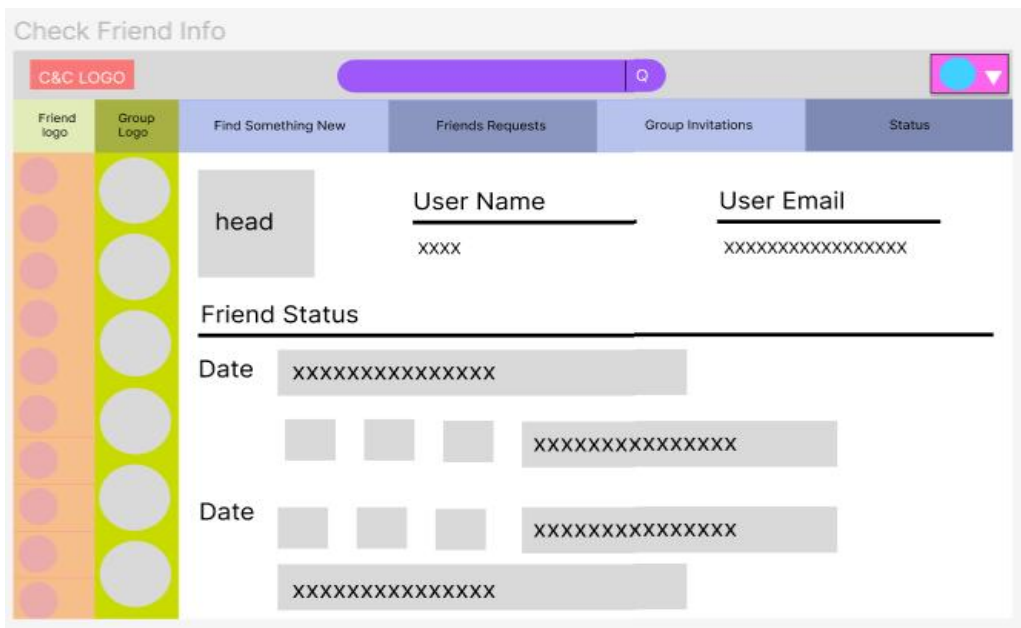 Check Friend Info
C&C LOGO
Q
Friend logo
Group Logo
Find Something New
Friends Requests
Group Invitations
Status
head
User Name
User Email
xxxx
xxxxxxxxxxxxxxxxx
Friend Status
Date
xxxxxxxxxxxxxxx
xxxxxxxxxxxxxxx
Date
xxxxxxxxxxxxxxx
xxxxxxxxxxxxxxx